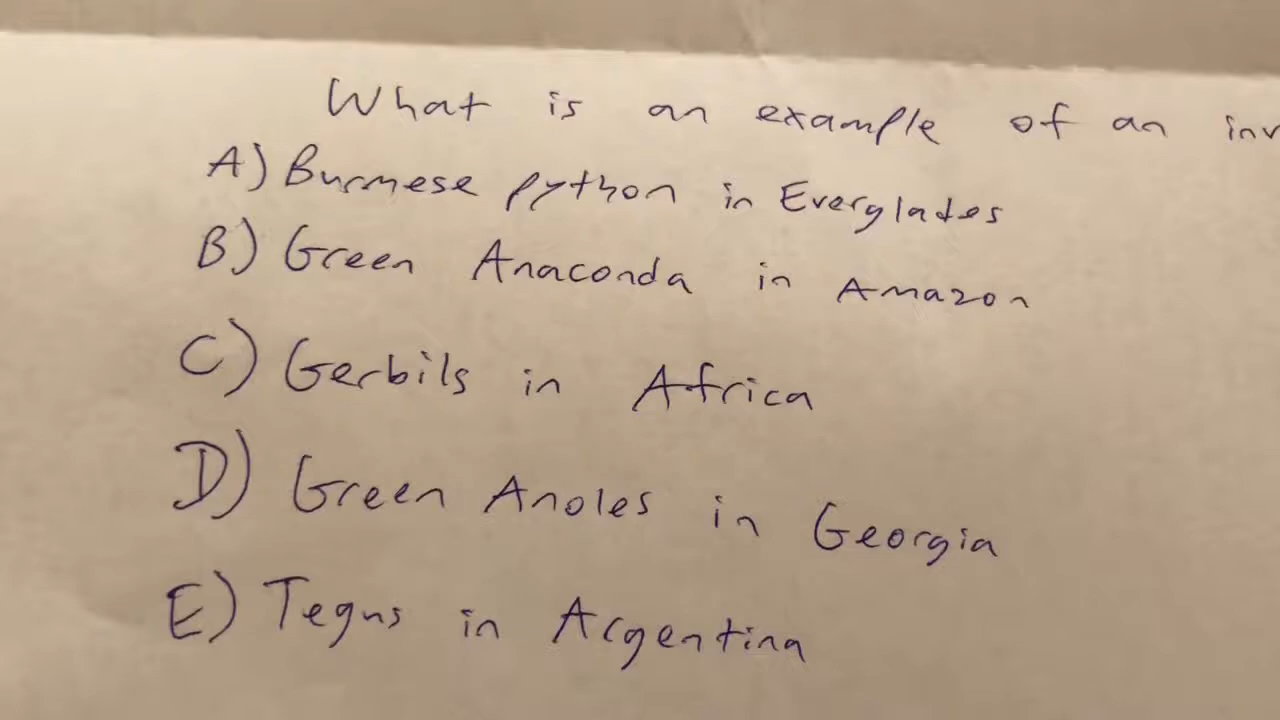 What is an example of an inv
A) Burmese python in Everglades
B) Green Anaconda in Amazon
C) Gerbils in Africa
D) Green Anoles in Georgia
E) Tegus in Argentina